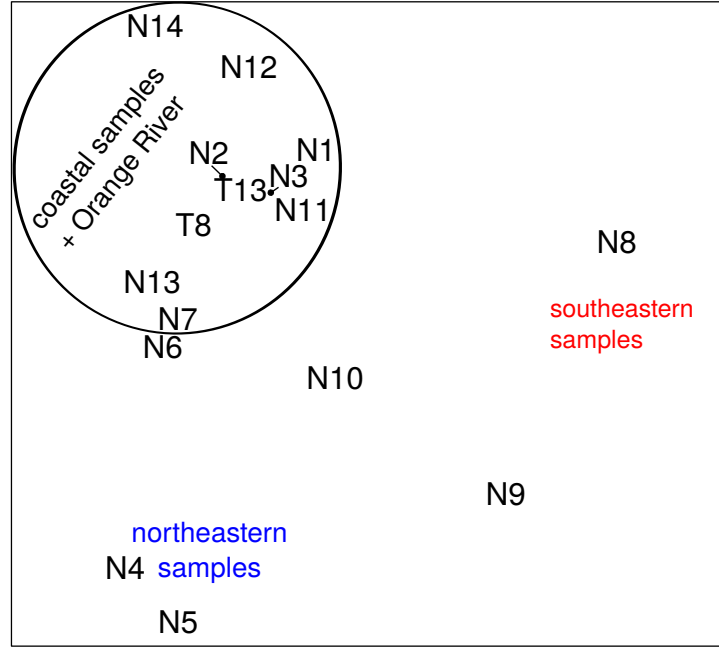 N14
N12
coastal samples
+ Orange River
N2
N1
N3
T13
N11
T8
N8
N13
southeastern
samples
N7
N6
N10
N9
northeastern
samples
N4
N5